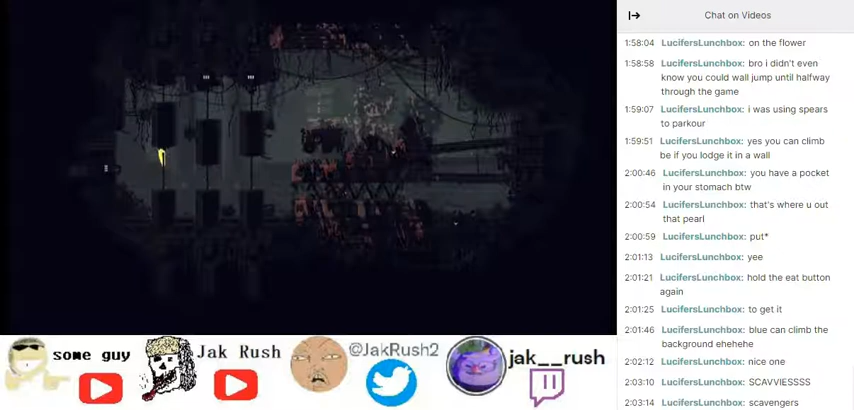 Chat on Videos
1:58:04 LucifersLunchbox: on the flower
1:58:58 LucifersLunchbox: bro i didn't even
know you could wall jump until halfway
through the game
1:59:07 LucifersLunchbox: i was using spears
to parkour
1:59:51 LucifersLunchbox: yes you can climb
be if you lodge it in a wall
2:00:46 LucifersLunchbox: you have a pocket
in your stomach btw
2:00:54 LucifersLunchbox: that's where u out
that pearl
2:00:59 LucifersLunchbox: put*
2:01:13 LucifersLunchbox: yee
2:01:21 LucifersLunchbox: hold the eat button
again
2:01:25 LucifersLunchbox: to get it
2:01:46 LucifersLunchbox: blue can climb the
background ehehehe
2:02:12 LucifersLunchbox: nice one
2:03:10 LucifersLunchbox: SCAVVIESSSS
2:03:14 LucifersLunchbox: scavengers
some guy
Jak Rush
@JakRush2
jak__rush